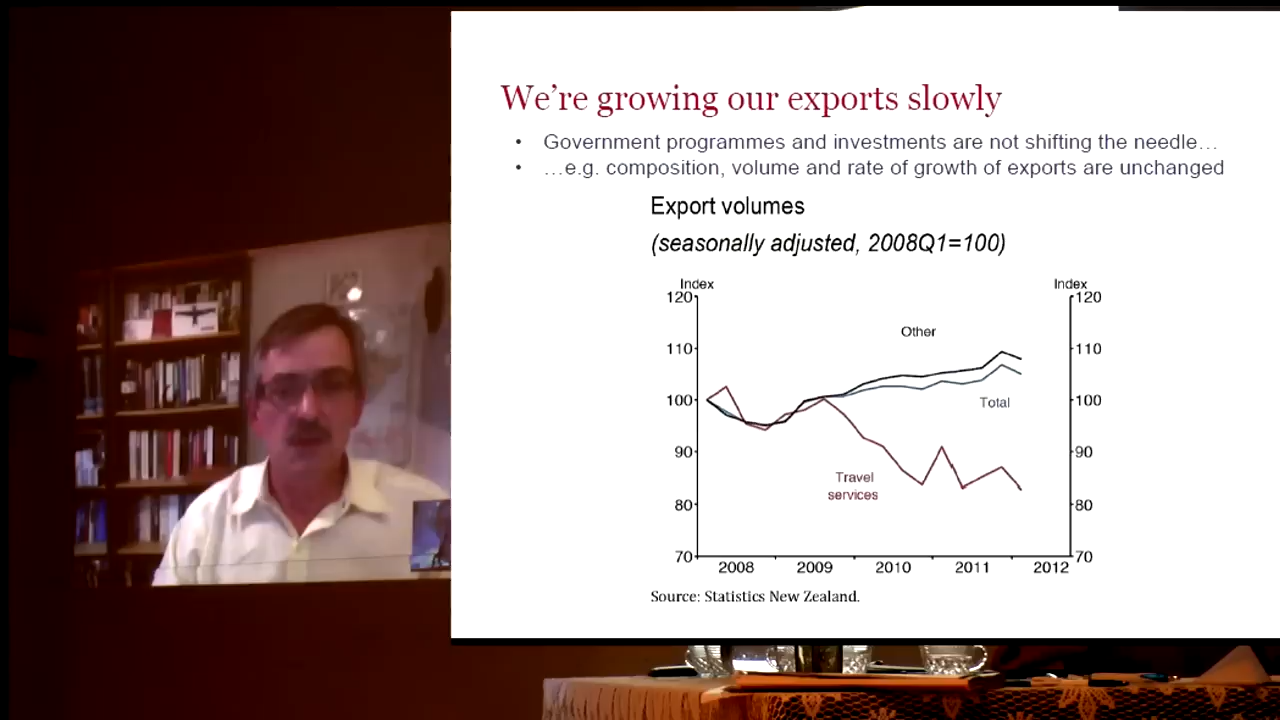 We're growing our exports slowly
• Government programmes and investments are not shifting the needle…
• …e.g. composition, volume and rate of growth of exports are unchanged
Export volumes
(seasonally adjusted, 2008Q1=100)
Index Index
120 120
Other
110 110
100 100
Total
90 90
Travel
services
80 80
70 70
2008 2009 2010 2011 2012
Source: Statistics New Zealand.